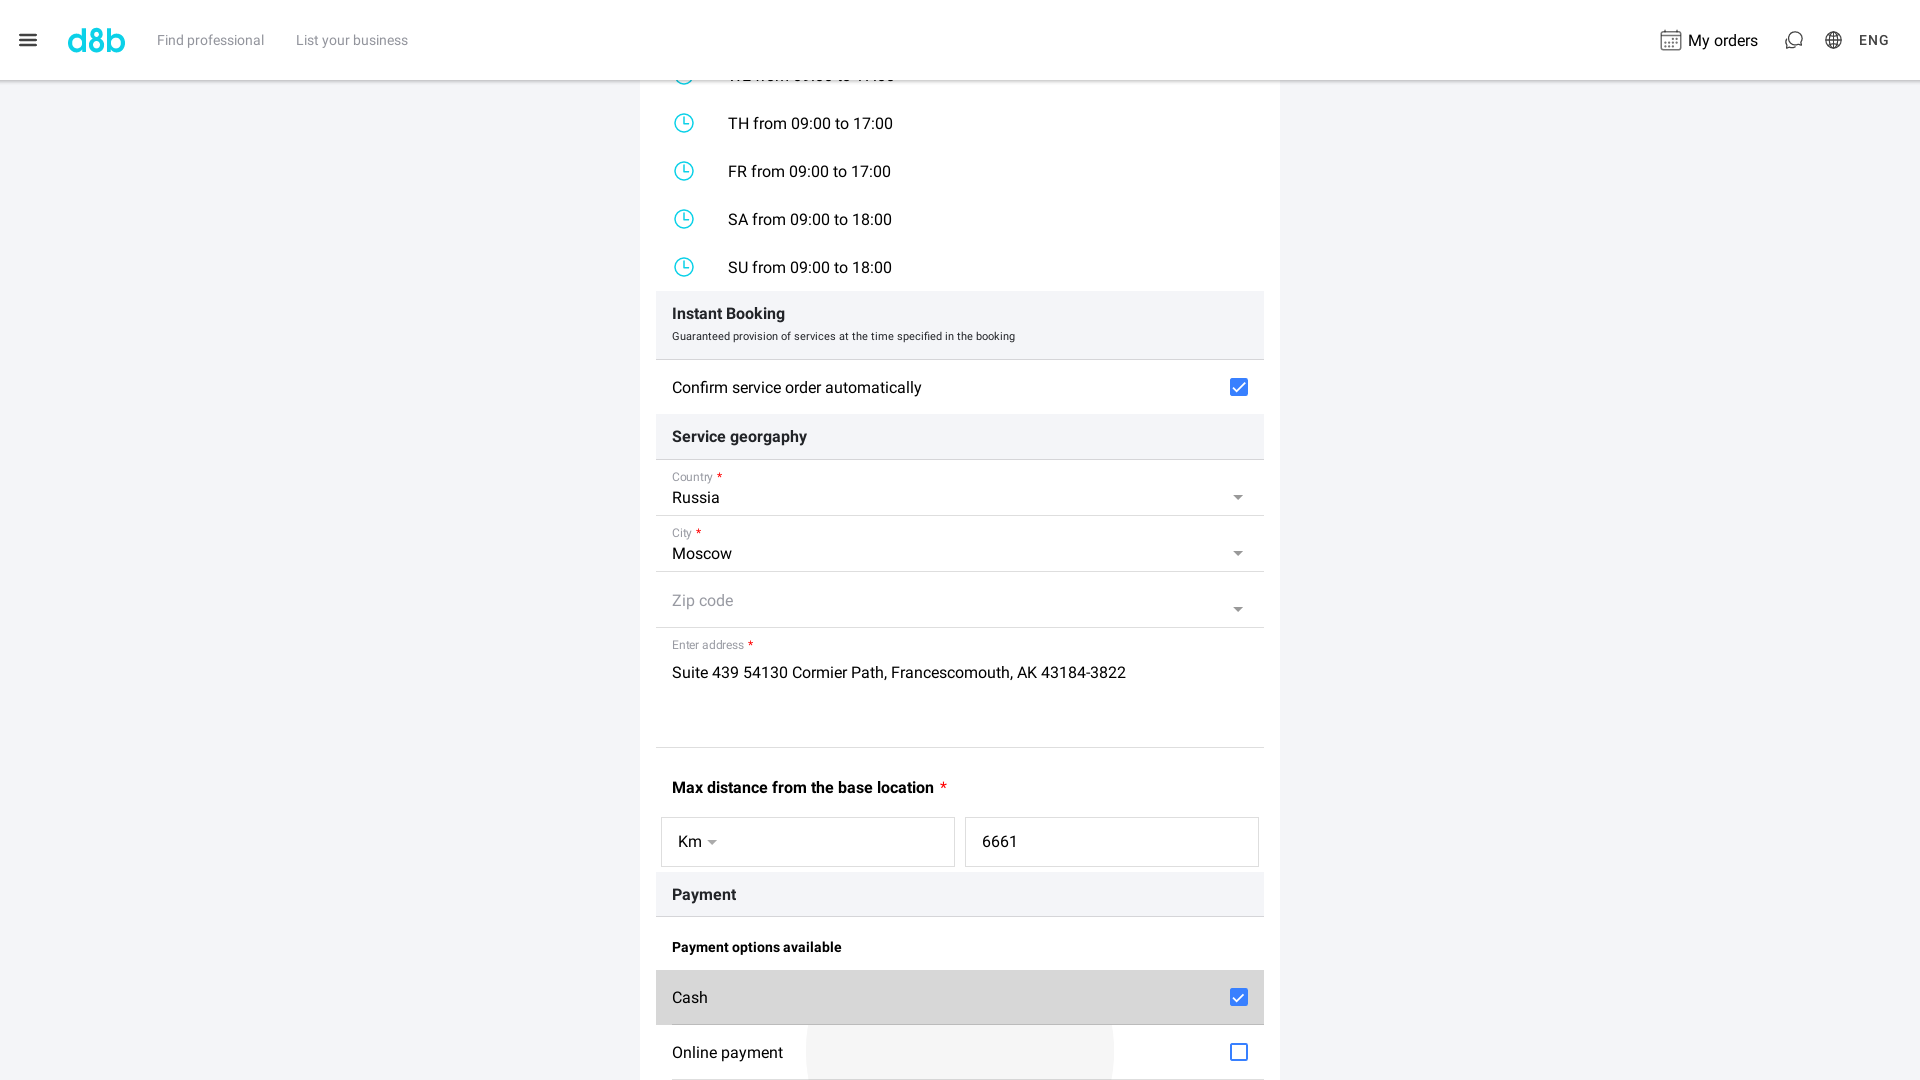 d8b
Find professional
List your business
My orders
ENG
TH from 09:00 to 17:00
FR from 09:00 to 17:00
SA from 09:00 to 18:00
SU from 09:00 to 18:00
Instant Booking
Guaranteed provision of services at the time specified in the booking
Confirm service order automatically
Service georgaphy
Country *
Russia
City *
Moscow
Zip code
Enter address *
Suite 439 54130 Cormier Path, Francescomouth, AK 43184-3822
Max distance from the base location *
Km
6661
Payment
Payment options available
Cash
Online payment